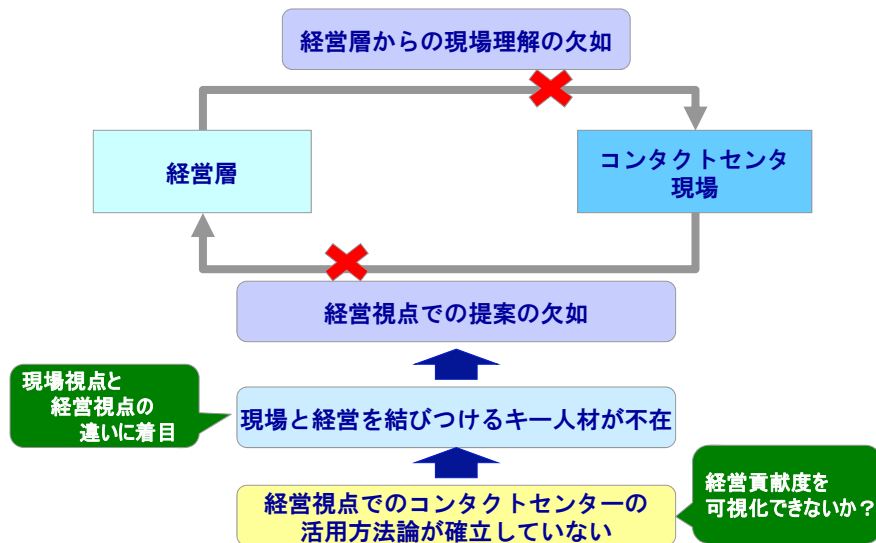 経営層からの現場理解の欠如
経営層
コンタクトセンタ
現場
経営視点での提案の欠如
現場視点と
経営視点の
違いに着目
現場と経営を結びつけるキー人材が不在
経営視点でのコンタクトセンターの
活用方法論が確立していない
経営貢献度を
可視化できないか？